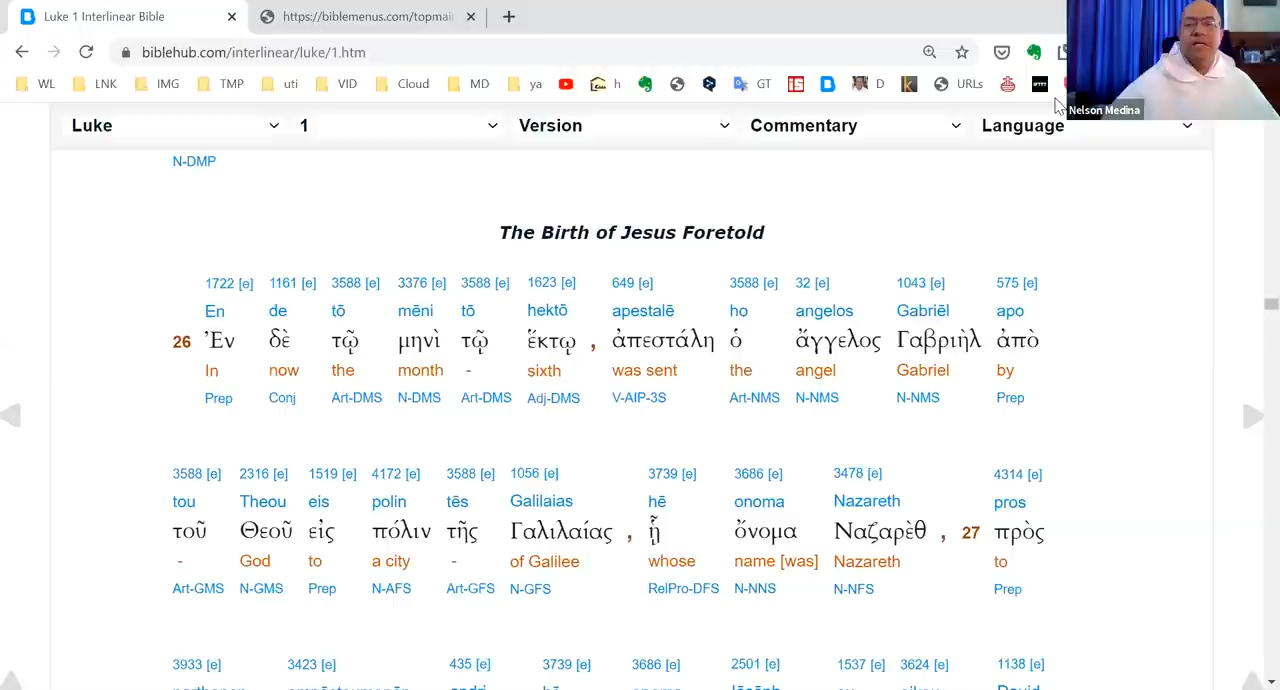 Luke 1 Interlinear Bible
https://biblemenus.com/topmai
biblehub.com/interlinear/luke/1.htm
WL LNK IMG TMP uti VID Cloud MD ya h GT D URLs
Nelson Medina
Luke 1 Version Commentary Language
N-DMP
The Birth of Jesus Foretold
1722 [e] 1161 [e] 3588 [e] 3376 [e] 3588 [e] 1623 [e] 649 [e] 3588 [e] 32 [e] 1043 [e] 575 [e]
En de tō mēni tō hektō apestalē ho angelos Gabriēl apo
26 Ἐν δὲ τῷ μηνὶ τῷ ἕκτῳ , ἀπεστάλη ὁ ἄγγελος Γαβριὴλ ἀπὸ
In now the month - sixth was sent the angel Gabriel by
Prep Conj Art-DMS N-DMS Art-DMS Adj-DMS V-AIP-3S Art-NMS N-NMS N-NMS Prep
3588 [e] 2316 [e] 1519 [e] 4172 [e] 3588 [e] 1056 [e] 3739 [e] 3686 [e] 3478 [e] 4314 [e]
tou Theou eis polin tēs Galilaias hē onoma Nazareth pros
τοῦ Θεοῦ εἰς πόλιν τῆς Γαλιλαίας , ᾗ ὄνομα Ναζαρὲθ , 27 πρὸς
- God to a city - of Galilee whose name [was] Nazareth to
Art-GMS N-GMS Prep N-AFS Art-GFS N-GFS RelPro-DFS N-NNS N-NFS Prep
3933 [e] 3423 [e] 435 [e] 3739 [e] 3686 [e] 2501 [e] 1537 [e] 3624 [e] 1138 [e]